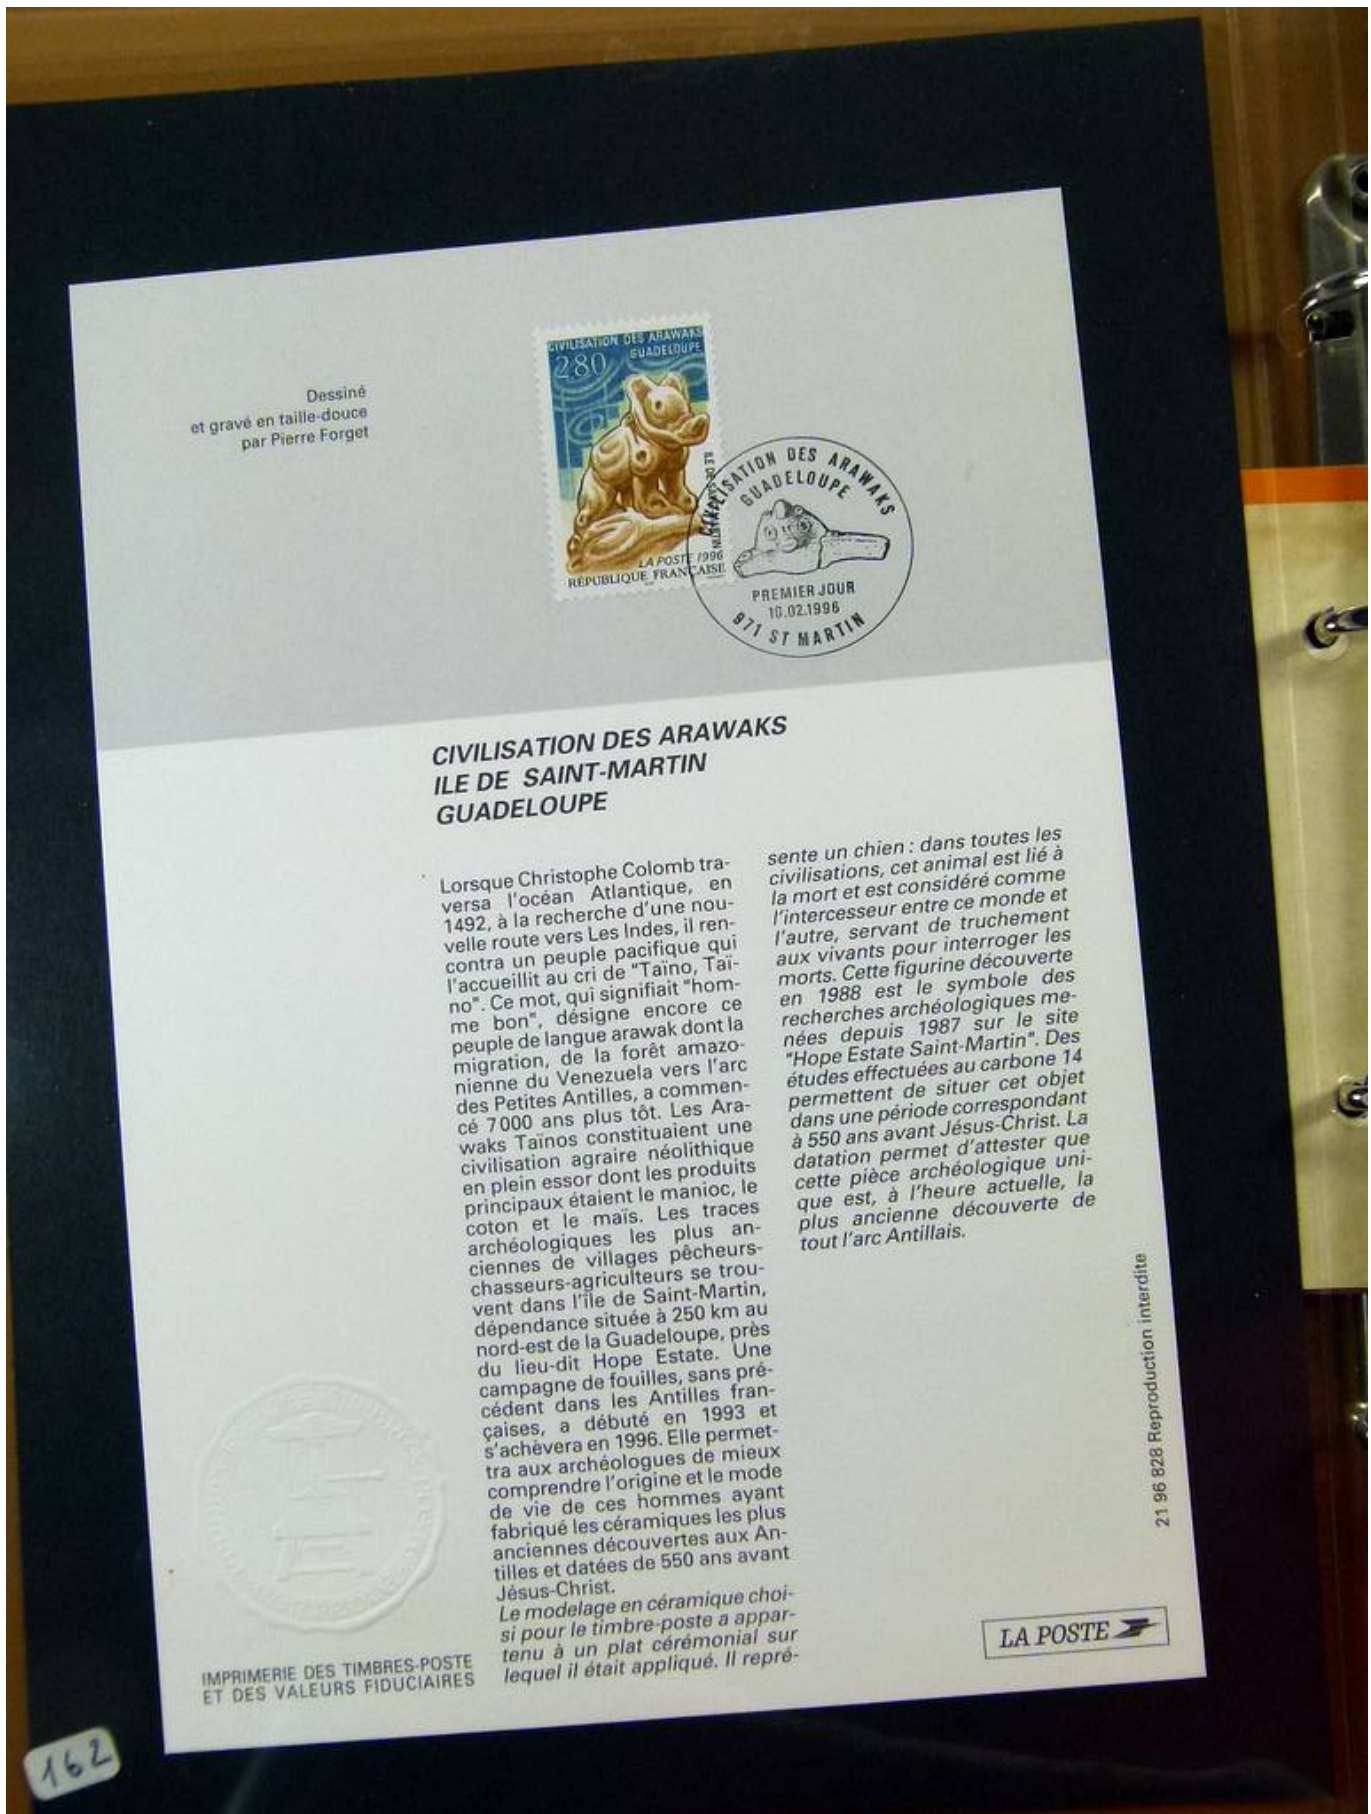 Dessiné
et gravé en taille-douce
par Pierre Forget
CIVILISATION DES ARAWAKS
GUADELOUPE
2,80
ILE DE SAINT-MARTIN
LA POSTE 1996
RÉPUBLIQUE FRANÇAISE
CIVILISATION DES ARAWAKS
GUADELOUPE
PREMIER JOUR
10.02.1996
971 ST MARTIN
CIVILISATION DES ARAWAKS
ILE DE SAINT-MARTIN
GUADELOUPE
Lorsque Christophe Colomb tra-
versa l'océan Atlantique, en
1492, à la recherche d'une nou-
velle route vers Les Indes, il ren-
contra un peuple pacifique qui
l'accueillit au cri de "Taïno, Taï-
no". Ce mot, qui signifiait "hom-
me bon", désigne encore ce
peuple de langue arawak dont la
migration, de la forêt amazo-
nienne du Venezuela vers l'arc
des Petites Antilles, a commen-
cé 7000 ans plus tôt. Les Ara-
waks Taïnos constituaient une
civilisation agraire néolithique
en plein essor dont les produits
principaux étaient le manioc, le
coton et le maïs. Les traces
archéologiques les plus an-
ciennes de villages pêcheurs-
chasseurs-agriculteurs se trou-
vent dans l'île de Saint-Martin,
dépendance située à 250 km au
nord-est de la Guadeloupe, près
du lieu-dit Hope Estate. Une
campagne de fouilles, sans pré-
cédent dans les Antilles fran-
çaises, a débuté en 1993 et
s'achèvera en 1996. Elle permet-
tra aux archéologues de mieux
comprendre l'origine et le mode
de vie de ces hommes ayant
fabriqué les céramiques les plus
anciennes découvertes aux An-
tilles et datées de 550 ans avant
Jésus-Christ.
Le modelage en céramique choi-
si pour le timbre-poste a appar-
tenu à un plat cérémonial sur
lequel il était appliqué. Il repré-
sente un chien : dans toutes les
civilisations, cet animal est lié à
la mort et est considéré comme
l'intercesseur entre ce monde et
l'autre, servant de truchement
aux vivants pour interroger les
morts. Cette figurine découverte
en 1988 est le symbole des
recherches archéologiques me-
nées depuis 1987 sur le site
"Hope Estate Saint-Martin". Des
études effectuées au carbone 14
permettent de situer cet objet
dans une période correspondant
à 550 ans avant Jésus-Christ. La
datation permet d'attester que
cette pièce archéologique uni-
que est, à l'heure actuelle, la
plus ancienne découverte de
tout l'arc Antillais.
21 96 828 Reproduction interdite
LA POSTE
IMPRIMERIE DES TIMBRES-POSTE
ET DES VALEURS FIDUCIAIRES
162